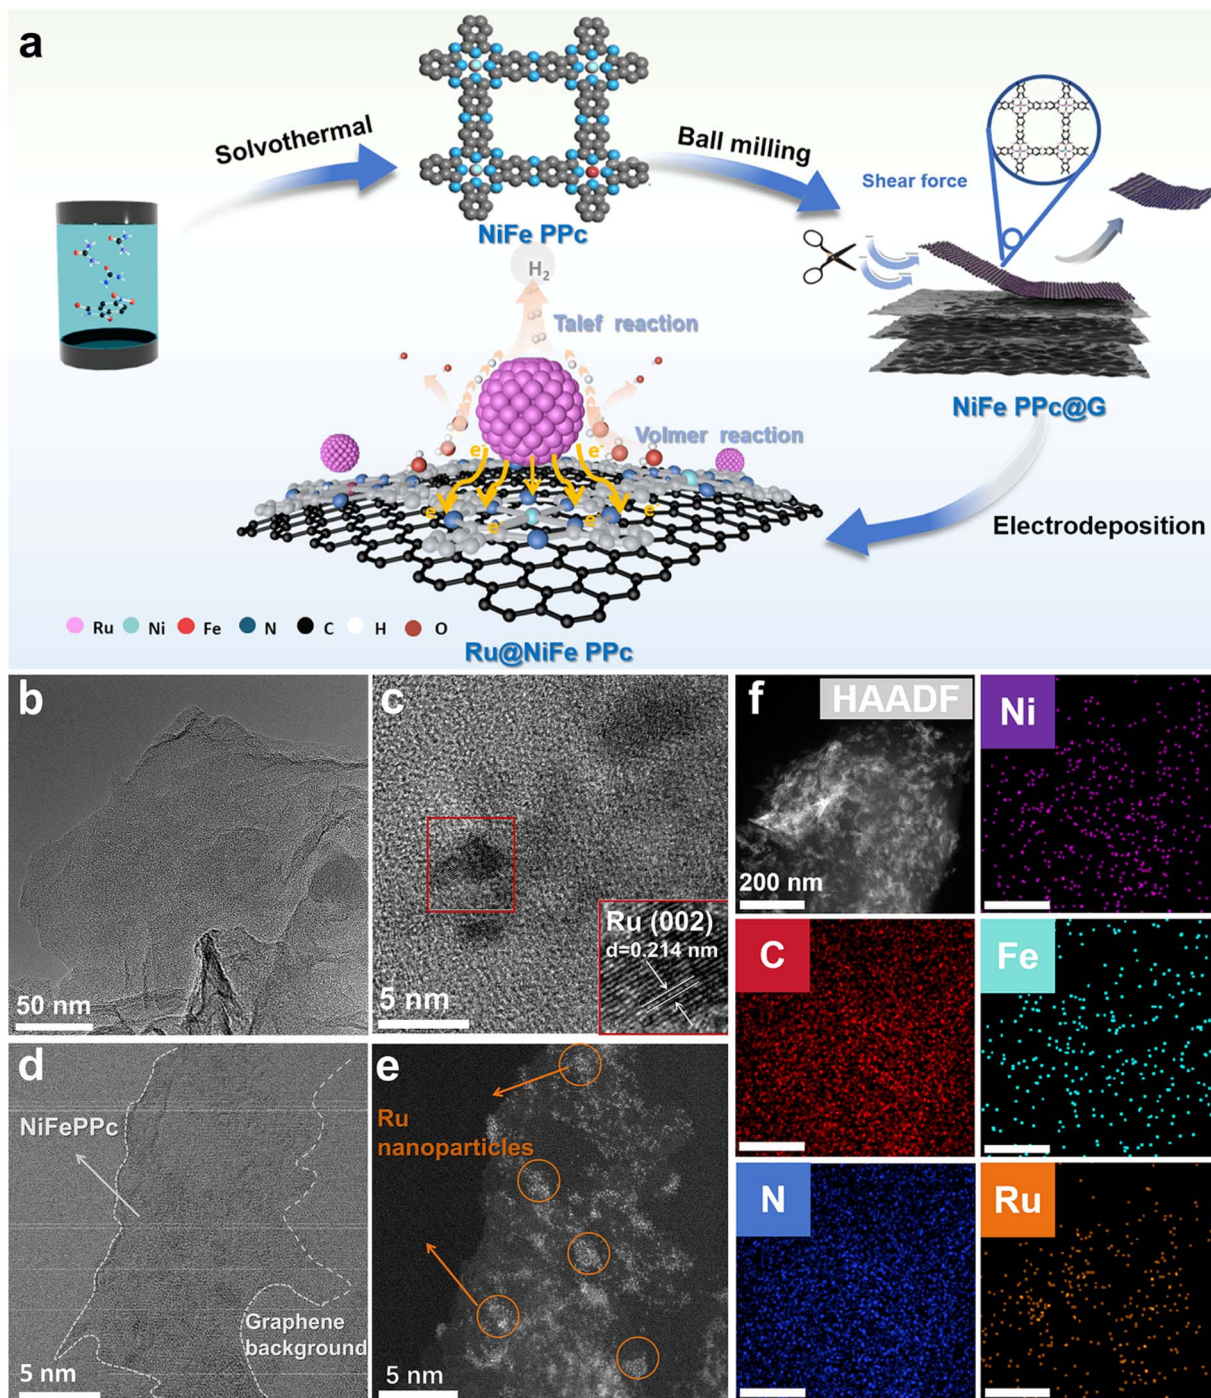 a
Solvothermal
Ball milling
Shear force
NiFe PPc
H₂
Talef reaction
NiFe PPc@G
Volmer reaction
e⁻
e⁻
e⁻
e⁻
e⁻
e⁻
Electrodeposition
Ru Ni Fe N C H O
Ru@NiFe PPc
b
50 nm
c
Ru (002)
d=0.214 nm
5 nm
d
NiFePPc
Graphene
background
5 nm
e
Ru
nanoparticles
5 nm
f
HAADF
200 nm
Ni
C
Fe
N
Ru